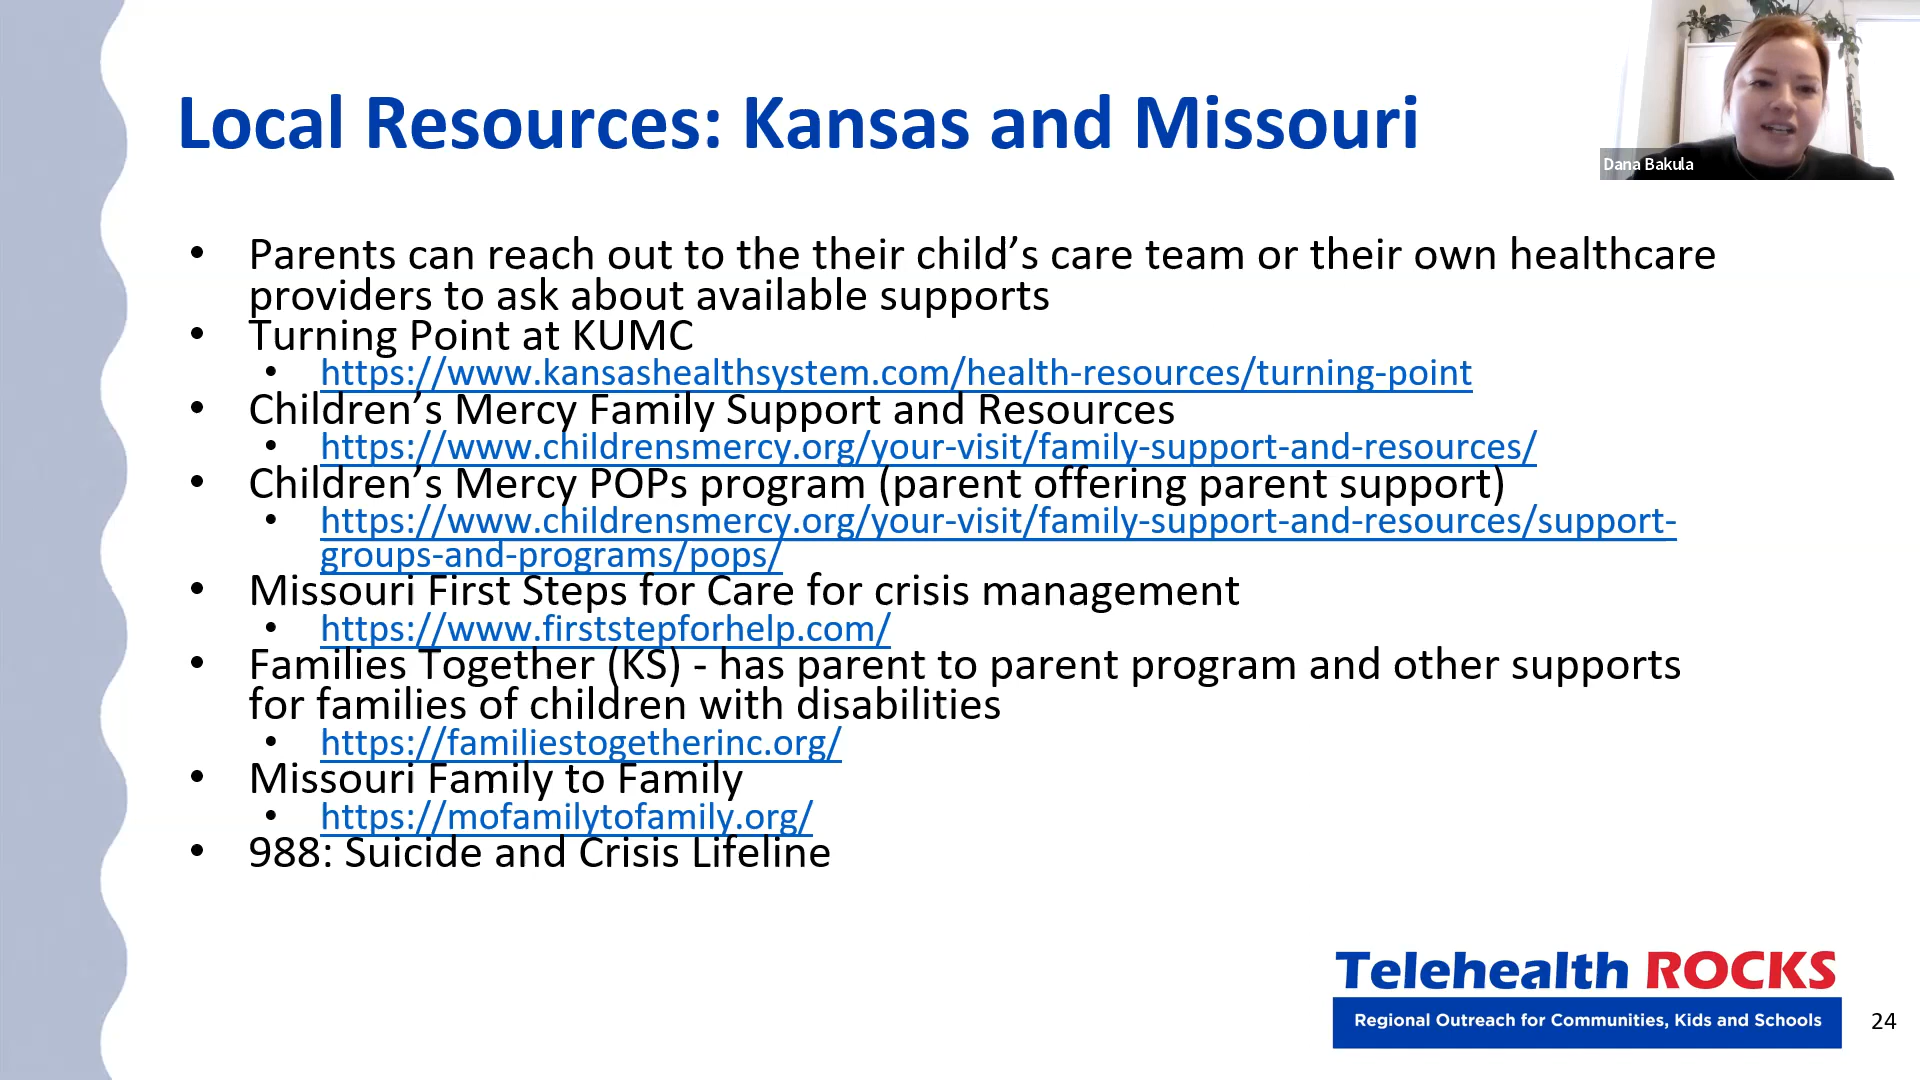 Local Resources: Kansas and Missouri
Dana Bakula
• Parents can reach out to the their child’s care team or their own healthcare
providers to ask about available supports
• Turning Point at KUMC
• https://www.kansashealthsystem.com/health-resources/turning-point
• Children’s Mercy Family Support and Resources
• https://www.childrensmercy.org/your-visit/family-support-and-resources/
• Children’s Mercy POPs program (parent offering parent support)
• https://www.childrensmercy.org/your-visit/family-support-and-resources/support-
groups-and-programs/pops/
• Missouri First Steps for Care for crisis management
• https://www.firststepforhelp.com/
• Families Together (KS) - has parent to parent program and other supports
for families of children with disabilities
• https://familiestogetherinc.org/
• Missouri Family to Family
• https://mofamilytofamily.org/
• 988: Suicide and Crisis Lifeline
Telehealth ROCKS
Regional Outreach for Communities, Kids and Schools
24